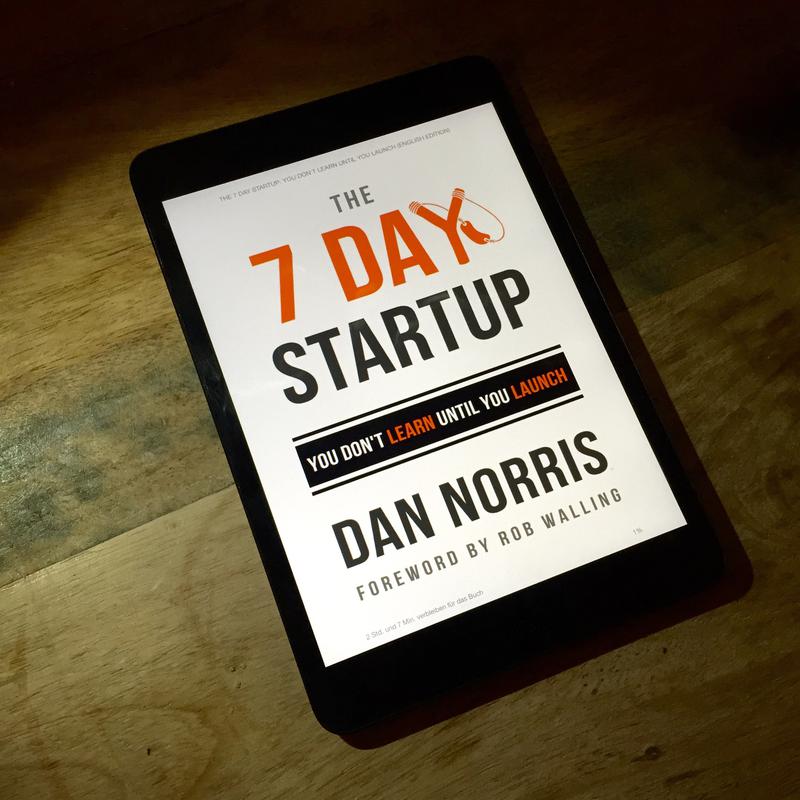 THE 7 DAY STARTUP: YOU DON'T LEARN UNTIL YOU LAUNCH (ENGLISH EDITION)
THE
7 DAY
STARTUP
YOU DON'T LEARN UNTIL YOU LAUNCH
DAN NORRIS
FOREWORD BY ROB WALLING
1 %
2 Std. und 7 Min. verbleiben für das Buch